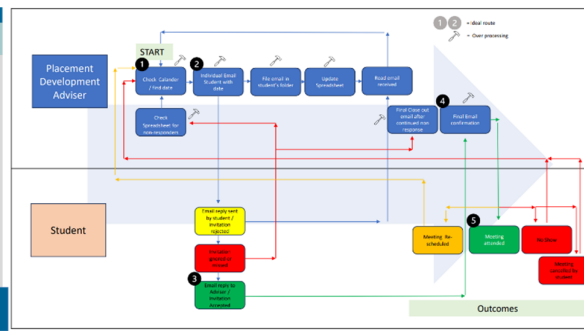 1 2 = Ideal route
= Over processing
START
Placement
Development
Adviser
1
Check Calander
/ find date
2
Individual Email
Student with
date
File email in
student's folder
Update
Spreadsheet
Read email
received
Check
Spreadsheet for
non responders
Final Close out
email after
continued non
response
4
Final Email
confirmation
Student
Email reply sent
by student /
Invitation
rejected
Invitation
ignored or
missed
3
Email reply to
Adviser /
Invitation
Accepted
Meeting Re-
scheduled
5
Meeting
attended
Meeting
cancelled by
student
Outcomes